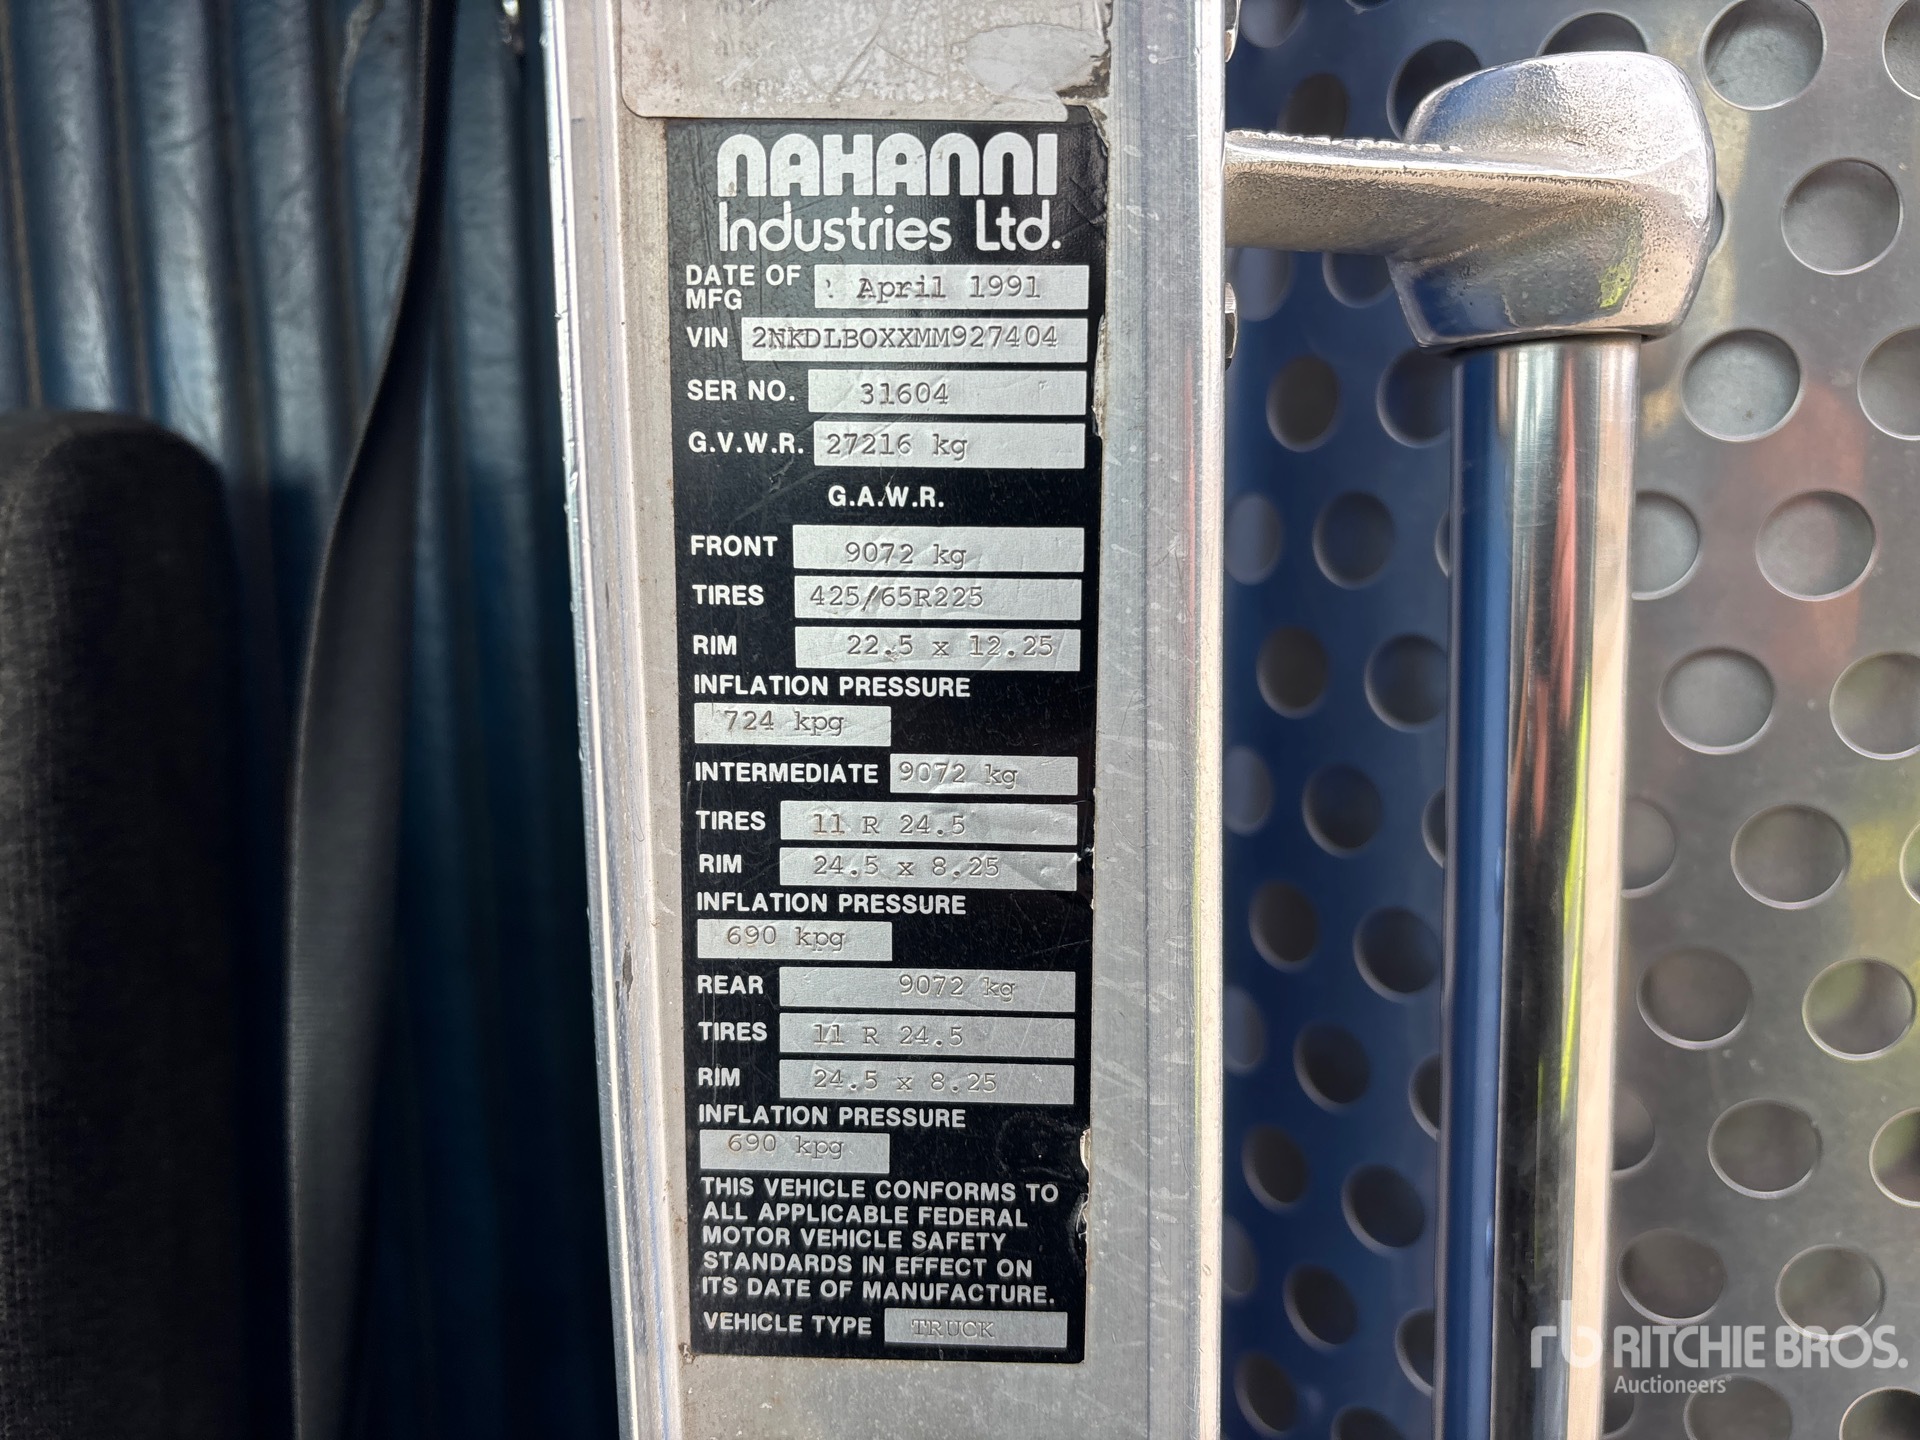 NAHANNI
Industries Ltd.
DATE OF MFG April 1991
VIN 2NKDLBOXXMM927404
SER NO. 31604
G.V.W.R. 27216 kg
G.A.W.R.
FRONT 9072 kg
TIRES 425/65R225
RIM 22.5 x 12.25
INFLATION PRESSURE
724 kpg
INTERMEDIATE 9072 kg
TIRES 11 R 24.5
RIM 24.5 x 8.25
INFLATION PRESSURE
690 kpg
REAR 9072 kg
TIRES 11 R 24.5
RIM 24.5 x 8.25
INFLATION PRESSURE
690 kpg
THIS VEHICLE CONFORMS TO
ALL APPLICABLE FEDERAL
MOTOR VEHICLE SAFETY
STANDARDS IN EFFECT ON
ITS DATE OF MANUFACTURE.
VEHICLE TYPE TRUCK
rb RITCHIE BROS.
Auctioneers